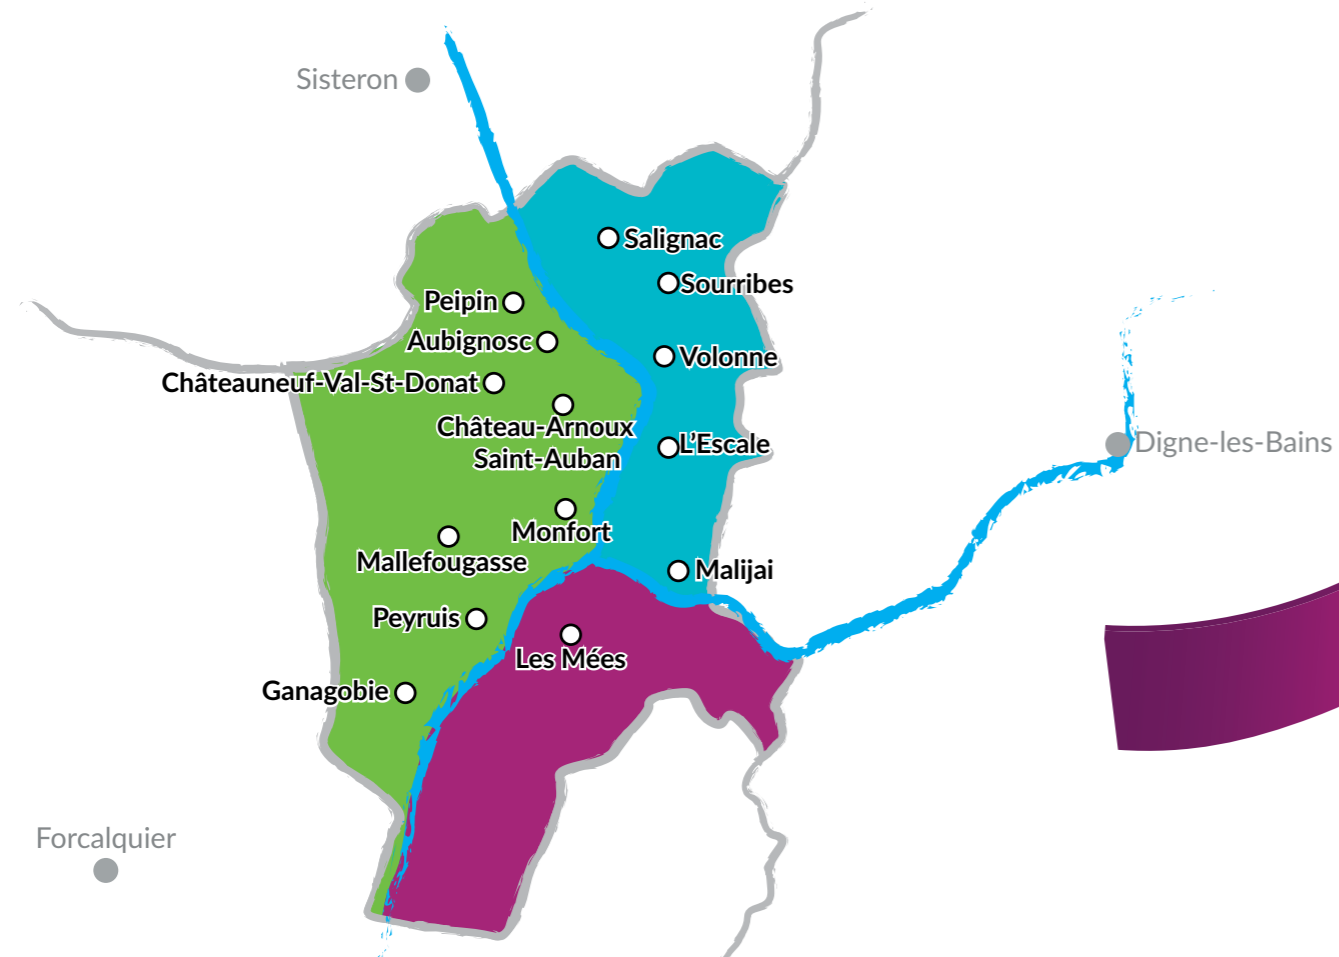 Sisteron
Salignac
Sourribes
Peipin
Aubignosc
Volonne
Châteauneuf-Val-St-Donat
Château-Arnoux
Saint-Auban
L'Escale
Digne-les-Bains
Monfort
Mallefougasse
Malijai
Peyruis
Les Mées
Ganagobie
Forcalquier